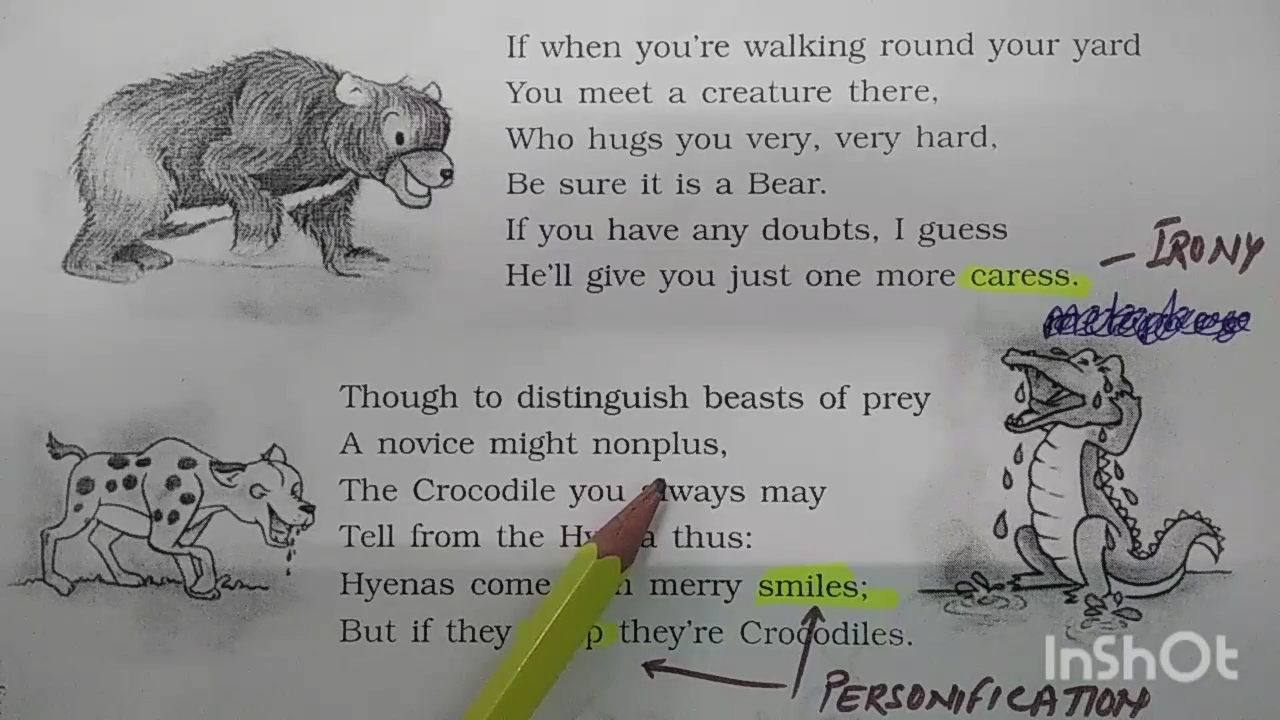 If when you're walking round your yard
You meet a creature there,
Who hugs you very, very hard,
Be sure it is a Bear.
If you have any doubts, I guess
He'll give you just one more caress.
— IRONY
Though to distinguish beasts of prey
A novice might nonplus,
The Crocodile you always may
Tell from the thus:
Hyenas come merry smiles;
But if they they're Crocodiles.
PERSONIFICATION
InShOt